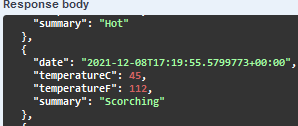 Response body
"summary": "Hot"
},
{
"date": "2021-12-08T17:19:55.5799773+00:00",
"temperatureC": 45,
"temperatureF": 112,
"summary": "Scorching"
},